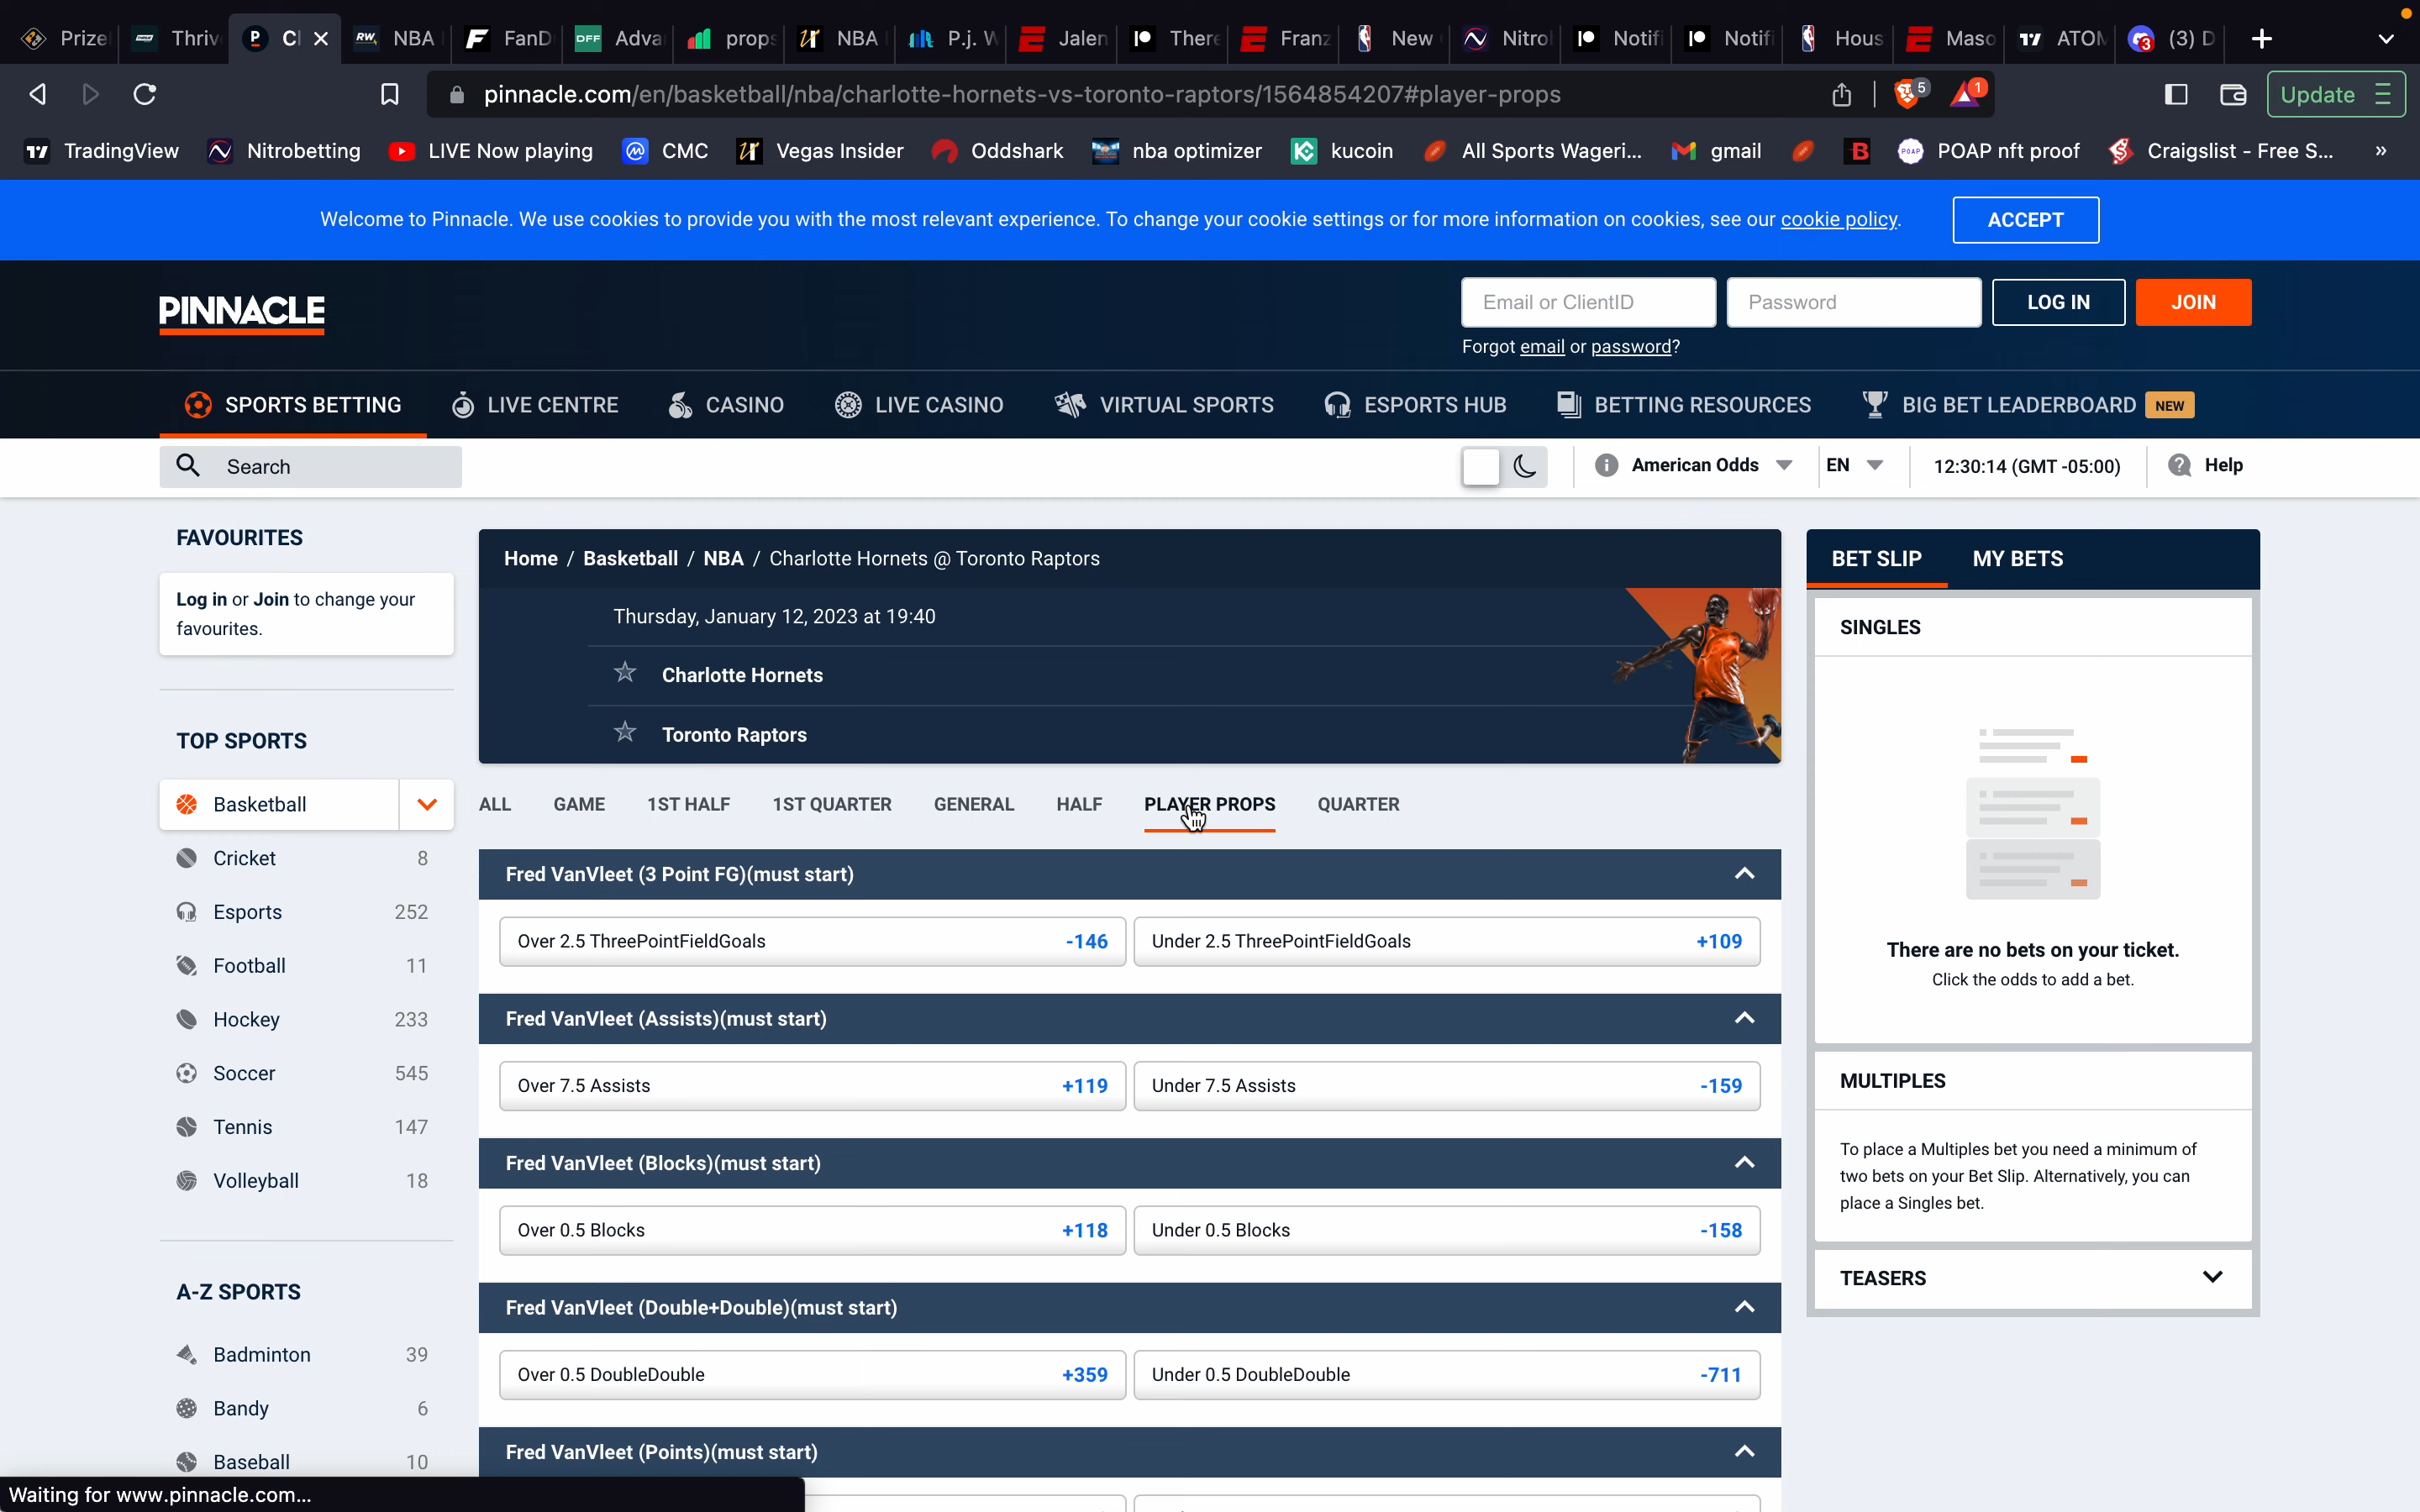 Prize
Thriv
Cl
NBA
FanD
Adva
props
NBA
P.j. W
Jalen
There
Franz
New
Nitrol
Notifi
Notifi
Hous
Maso
ATOM
(3) D
pinnacle.com/en/basketball/nba/charlotte-hornets-vs-toronto-raptors/1564854207#player-props
5
1
Update
TradingView
Nitrobetting
LIVE Now playing
CMC
Vegas Insider
Oddshark
nba optimizer
kucoin
All Sports Wageri...
gmail
POAP nft proof
Craigslist - Free S...
»
Welcome to Pinnacle. We use cookies to provide you with the most relevant experience. To change your cookie settings or for more information on cookies, see our cookie policy.
ACCEPT
PINNACLE
Email or ClientID
Password
LOG IN
JOIN
Forgot email or password?
SPORTS BETTING
LIVE CENTRE
CASINO
LIVE CASINO
VIRTUAL SPORTS
ESPORTS HUB
BETTING RESOURCES
BIG BET LEADERBOARD NEW
Search
American Odds
EN
12:30:14 (GMT -05:00)
Help
FAVOURITES
Log in or Join to change your
favourites.
TOP SPORTS
Basketball
Cricket 8
Esports 252
Football 11
Hockey 233
Soccer 545
Tennis 147
Volleyball 18
A-Z SPORTS
Badminton 39
Bandy 6
Baseball 10
Home / Basketball / NBA / Charlotte Hornets @ Toronto Raptors
Thursday, January 12, 2023 at 19:40
Charlotte Hornets
Toronto Raptors
ALL GAME 1ST HALF 1ST QUARTER GENERAL HALF PLAYER PROPS QUARTER
Fred VanVleet (3 Point FG)(must start)
Over 2.5 ThreePointFieldGoals -146 Under 2.5 ThreePointFieldGoals +109
Fred VanVleet (Assists)(must start)
Over 7.5 Assists +119 Under 7.5 Assists -159
Fred VanVleet (Blocks)(must start)
Over 0.5 Blocks +118 Under 0.5 Blocks -158
Fred VanVleet (Double+Double)(must start)
Over 0.5 DoubleDouble +359 Under 0.5 DoubleDouble -711
Fred VanVleet (Points)(must start)
BET SLIP MY BETS
SINGLES
There are no bets on your ticket.
Click the odds to add a bet.
MULTIPLES
To place a Multiples bet you need a minimum of
two bets on your Bet Slip. Alternatively, you can
place a Singles bet.
TEASERS
Waiting for www.pinnacle.com...